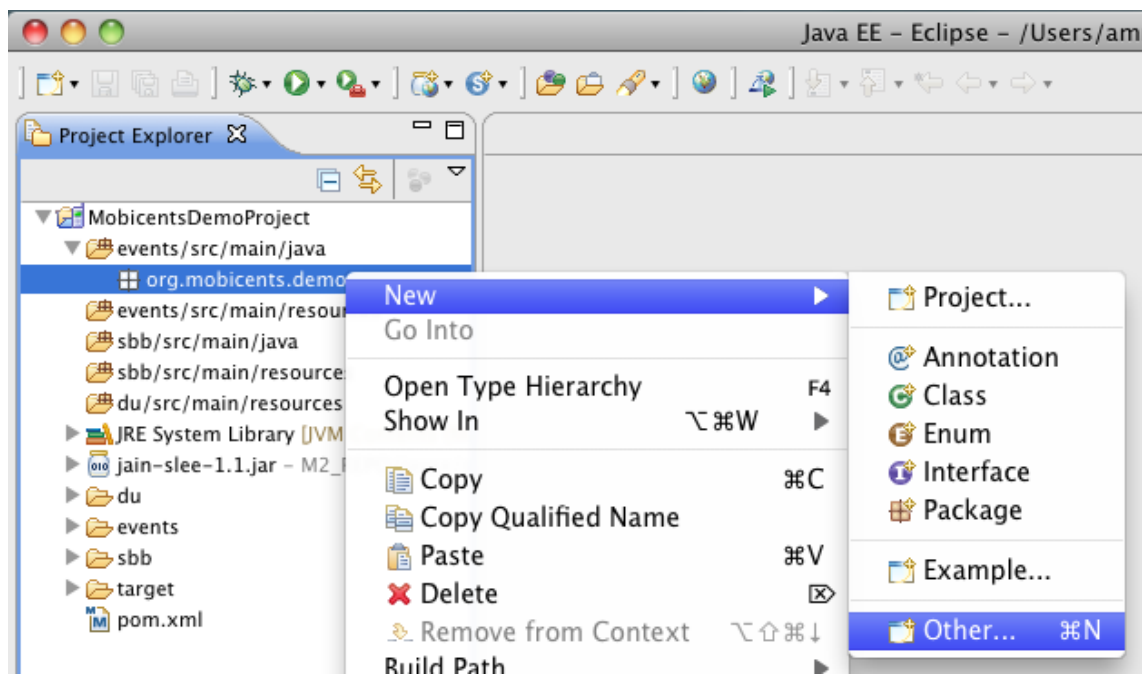 Java EE – Eclipse – /Users/am
Project Explorer
MobicentsDemoProject
events/src/main/java
org.mobicents.demo
events/src/main/resour
sbb/src/main/java
sbb/src/main/resource
du/src/main/resources
JRE System Library [JVM
jain-slee-1.1.jar – M2_
du
events
sbb
target
pom.xml
New
Go Into
Open Type Hierarchy F4
Show In ⌥⌘W
Copy ⌘C
Copy Qualified Name
Paste ⌘V
Delete ⌦
Remove from Context ⌥⇧⌘↓
Build Path
Project...
Annotation
Class
Enum
Interface
Package
Example...
Other... ⌘N